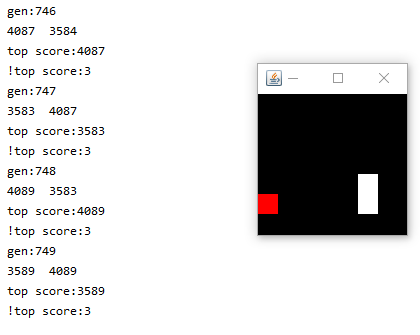 gen:746
4087  3584
top score:4087
!top score:3
gen:747
3583  4087
top score:3583
!top score:3
gen:748
4089  3583
top score:4089
!top score:3
gen:749
3589  4089
top score:3589
!top score:3